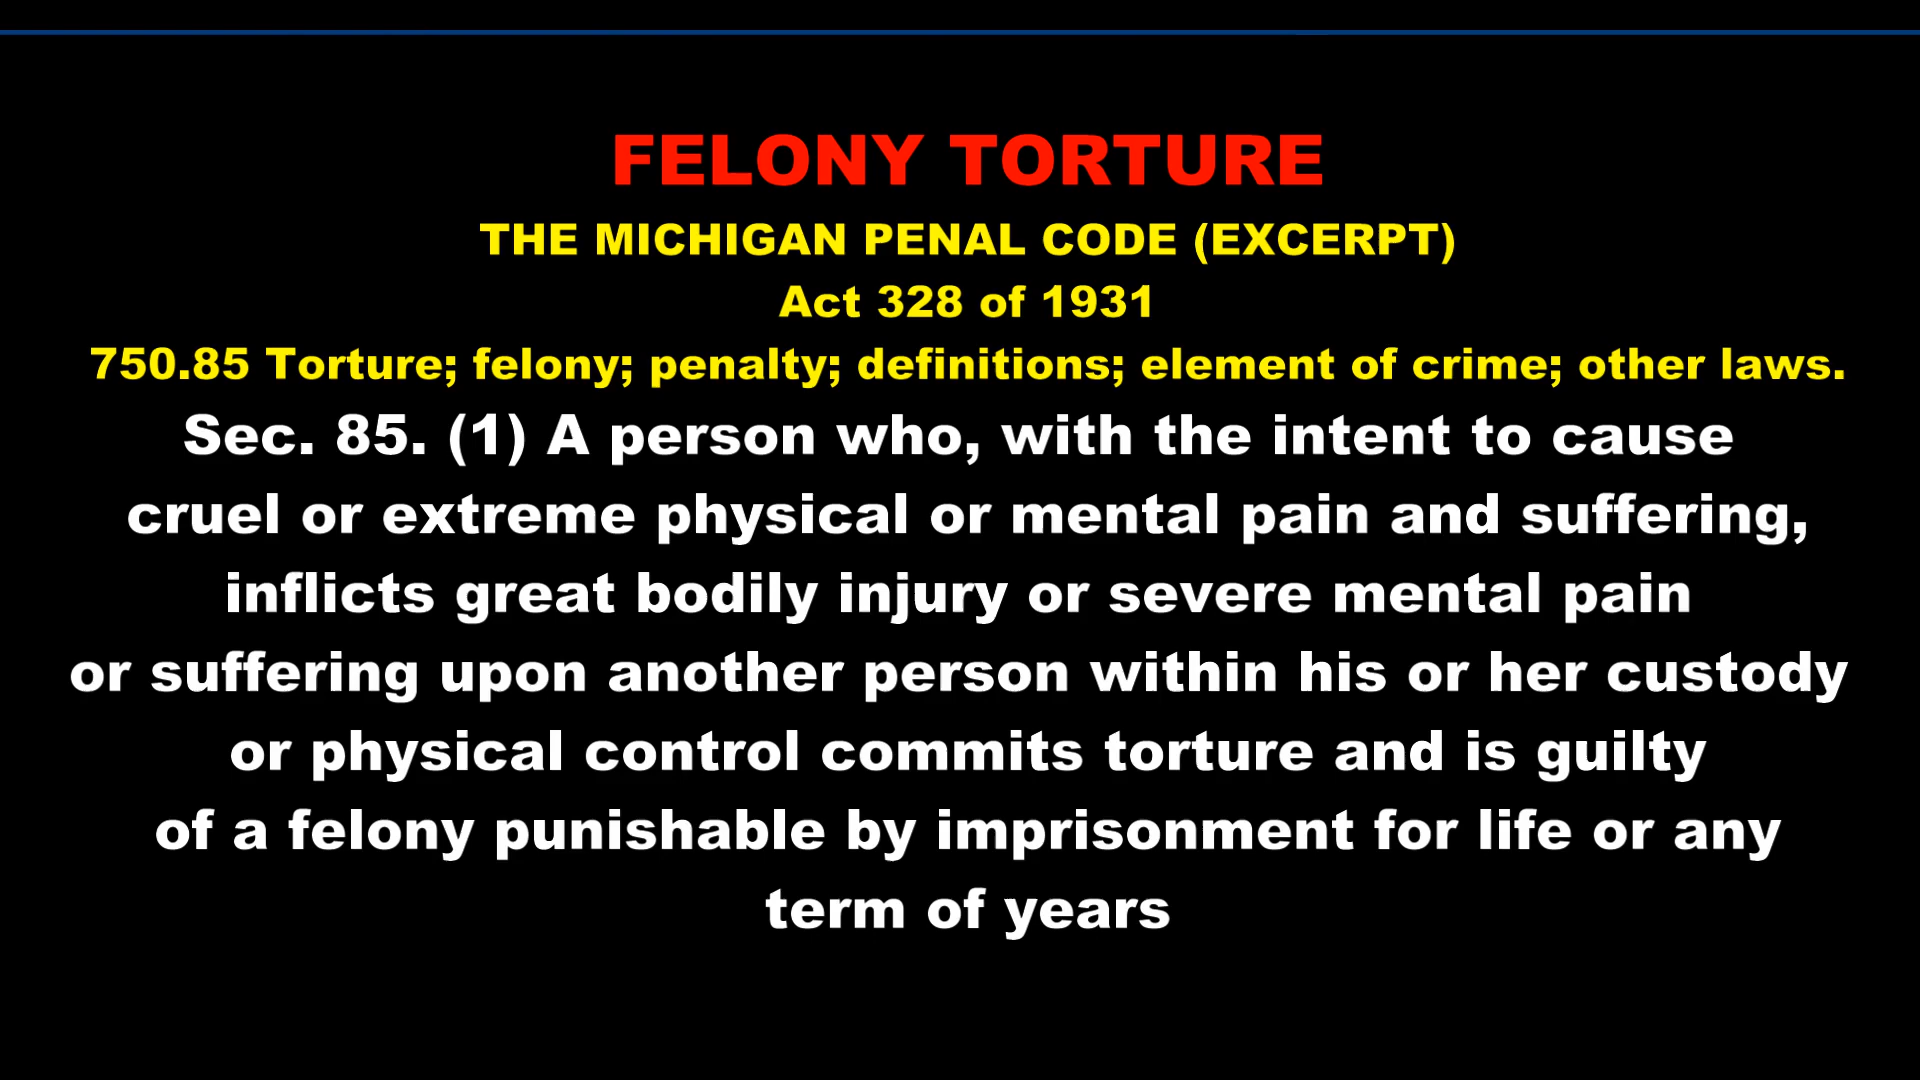 FELONY TORTURE
THE MICHIGAN PENAL CODE (EXCERPT)
Act 328 of 1931
750.85 Torture; felony; penalty; definitions; element of crime; other laws.
Sec. 85. (1) A person who, with the intent to cause
cruel or extreme physical or mental pain and suffering,
inflicts great bodily injury or severe mental pain
or suffering upon another person within his or her custody
or physical control commits torture and is guilty
of a felony punishable by imprisonment for life or any
term of years